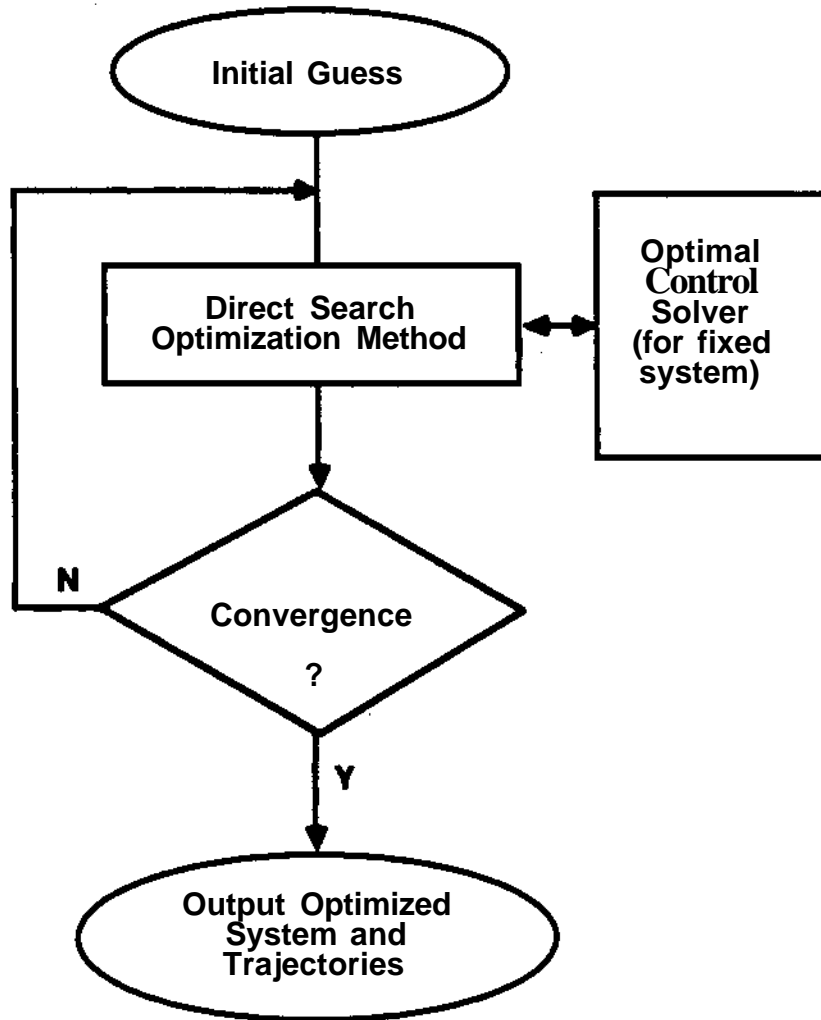 Initial Guess
Direct Search
Optimization Method
Optimal
Control
Solver
(for fixed
system)
N
Convergence
?
Y
Output Optimized
System and
Trajectories